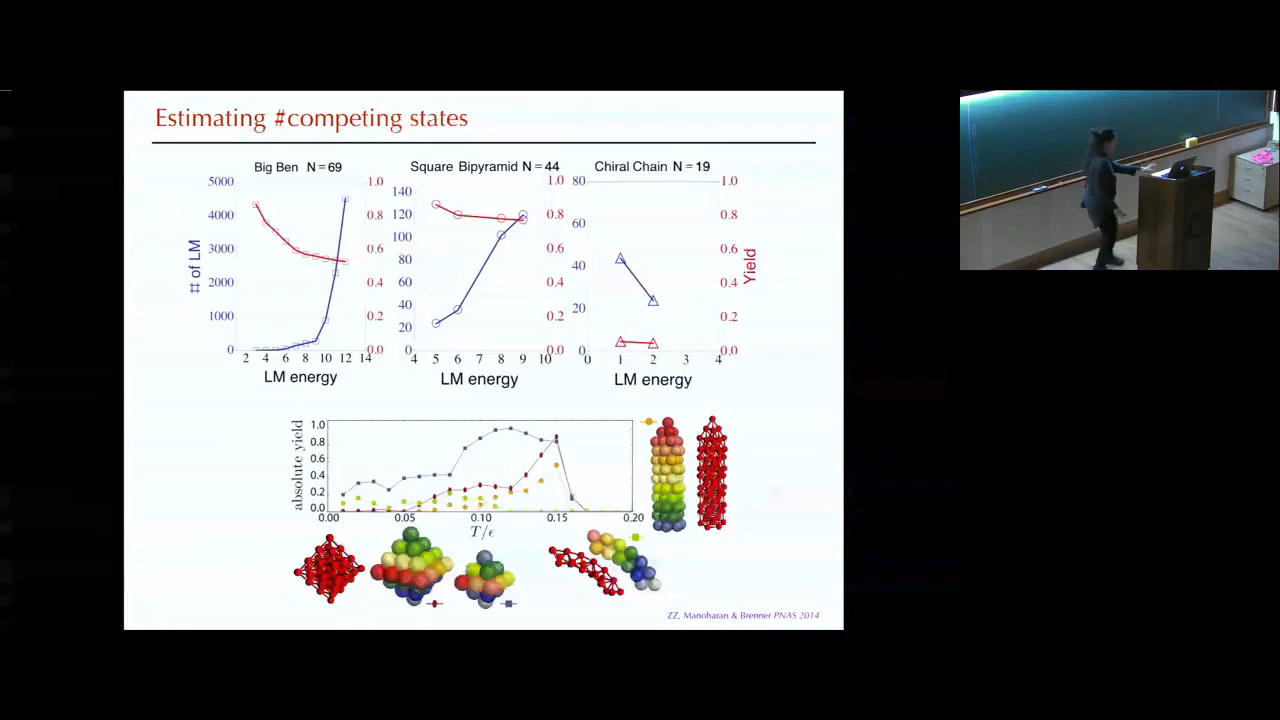 Estimating #competing states
Big Ben N=69
Square Bipyramid N=44
Chiral Chain N=19
5000
4000
3000
2000
1000
0
# of LM
1.0
0.8
0.6
0.4
0.2
0.0
2 4 6 8 10 12 14
LM energy
140
120
100
80
60
40
20
0
1.0
0.8
0.6
0.4
0.2
0.0
4 5 6 7 8 9 10
LM energy
80
60
40
20
0
1.0
0.8
0.6
0.4
0.2
0.0
Yield
0 1 2 3 4
LM energy
absolute yield
1.0
0.8
0.6
0.4
0.2
0.0
0.00 0.05 0.10 0.15 0.20
T/ϵ
ZZ, Manoharan & Brenner PNAS 2014